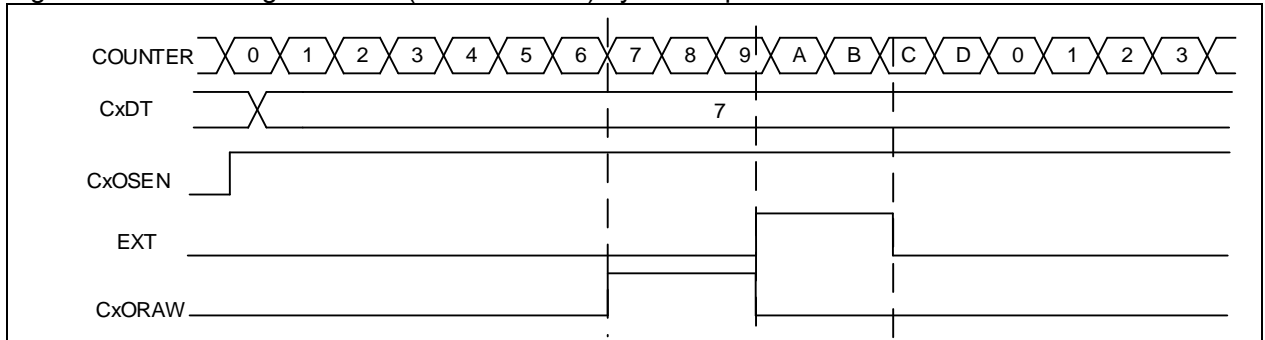 COUNTER 0 1 2 3 4 5 6 7 8 9 A B C D 0 1 2 3
CxDT 7
CxOSEN
EXT
CxORAW